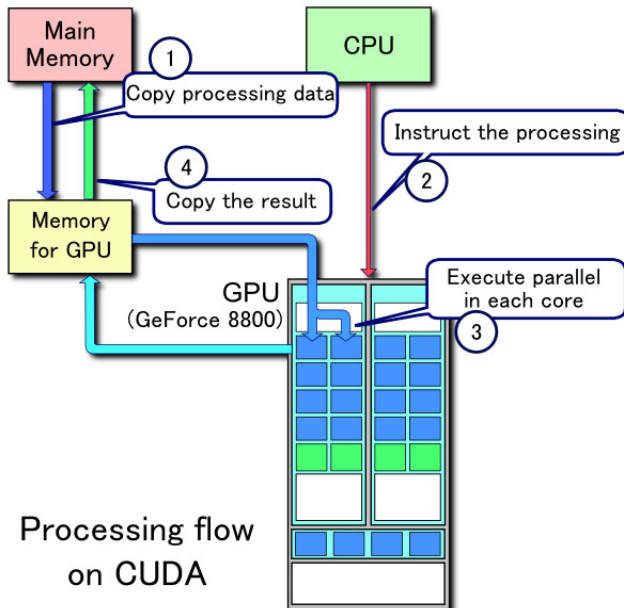 Main
Memory
CPU
1
Copy processing data
Instruct the processing
2
4
Copy the result
Memory
for GPU
GPU
(GeForce 8800)
Execute parallel
in each core
3
Processing flow
on CUDA